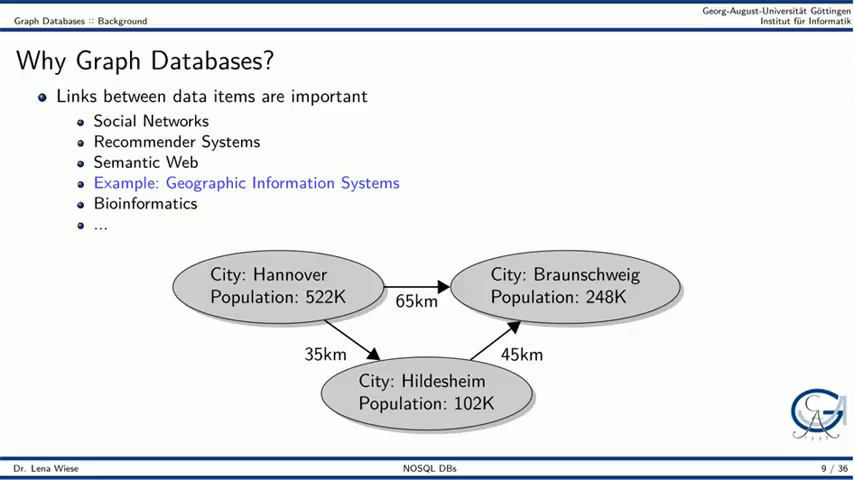 Georg-August-Universität Göttingen
Graph Databases :: Background
Institut für Informatik
Why Graph Databases?
Links between data items are important
Social Networks
Recommender Systems
Semantic Web
Example: Geographic Information Systems
Bioinformatics
...
City: Hannover
Population: 522K
65km
City: Braunschweig
Population: 248K
35km
45km
City: Hildesheim
Population: 102K
Dr. Lena Wiese
NOSQL DBs
9 / 36